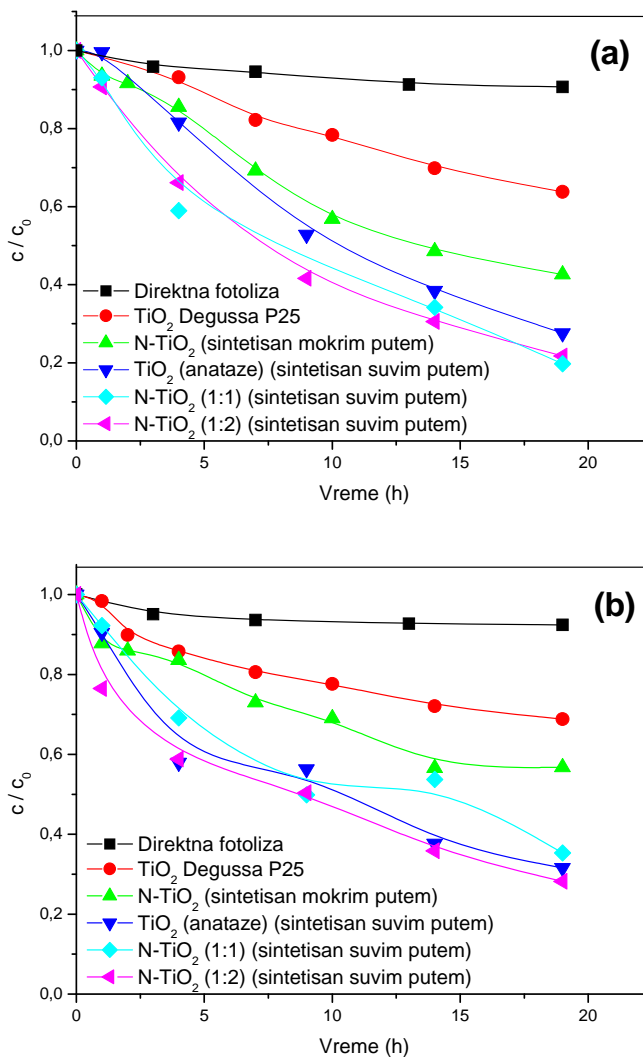 (a)
1,0
0,8
0,6
0,4
0,2
0,0
c / c0
Direktna fotoliza
TiO2 Degussa P25
N-TiO2 (sintetisan mokrim putem)
TiO2 (anataze) (sintetisan suvim putem)
N-TiO2 (1:1) (sintetisan suvim putem)
N-TiO2 (1:2) (sintetisan suvim putem)
0 5 10 15 20
Vreme (h)
(b)
1,0
0,8
0,6
0,4
0,2
0,0
c / c0
Direktna fotoliza
TiO2 Degussa P25
N-TiO2 (sintetisan mokrim putem)
TiO2 (anataze) (sintetisan suvim putem)
N-TiO2 (1:1) (sintetisan suvim putem)
N-TiO2 (1:2) (sintetisan suvim putem)
0 5 10 15 20
Vreme (h)